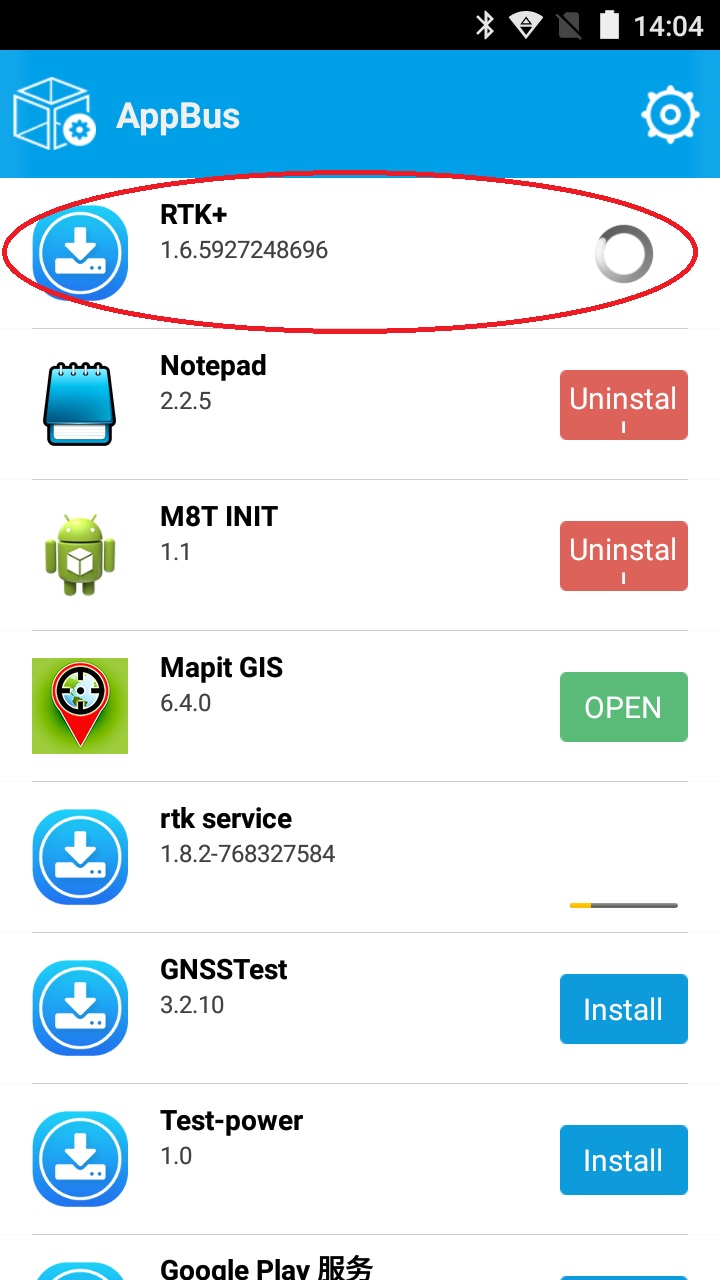 14:04
AppBus
RTK+
1.6.5927248696
Notepad
2.2.5
Uninstal
l
M8T INIT
1.1
Uninstal
l
Mapit GIS
6.4.0
OPEN
rtk service
1.8.2-768327584
GNSSTest
3.2.10
Install
Test-power
1.0
Install
Google Play 服务